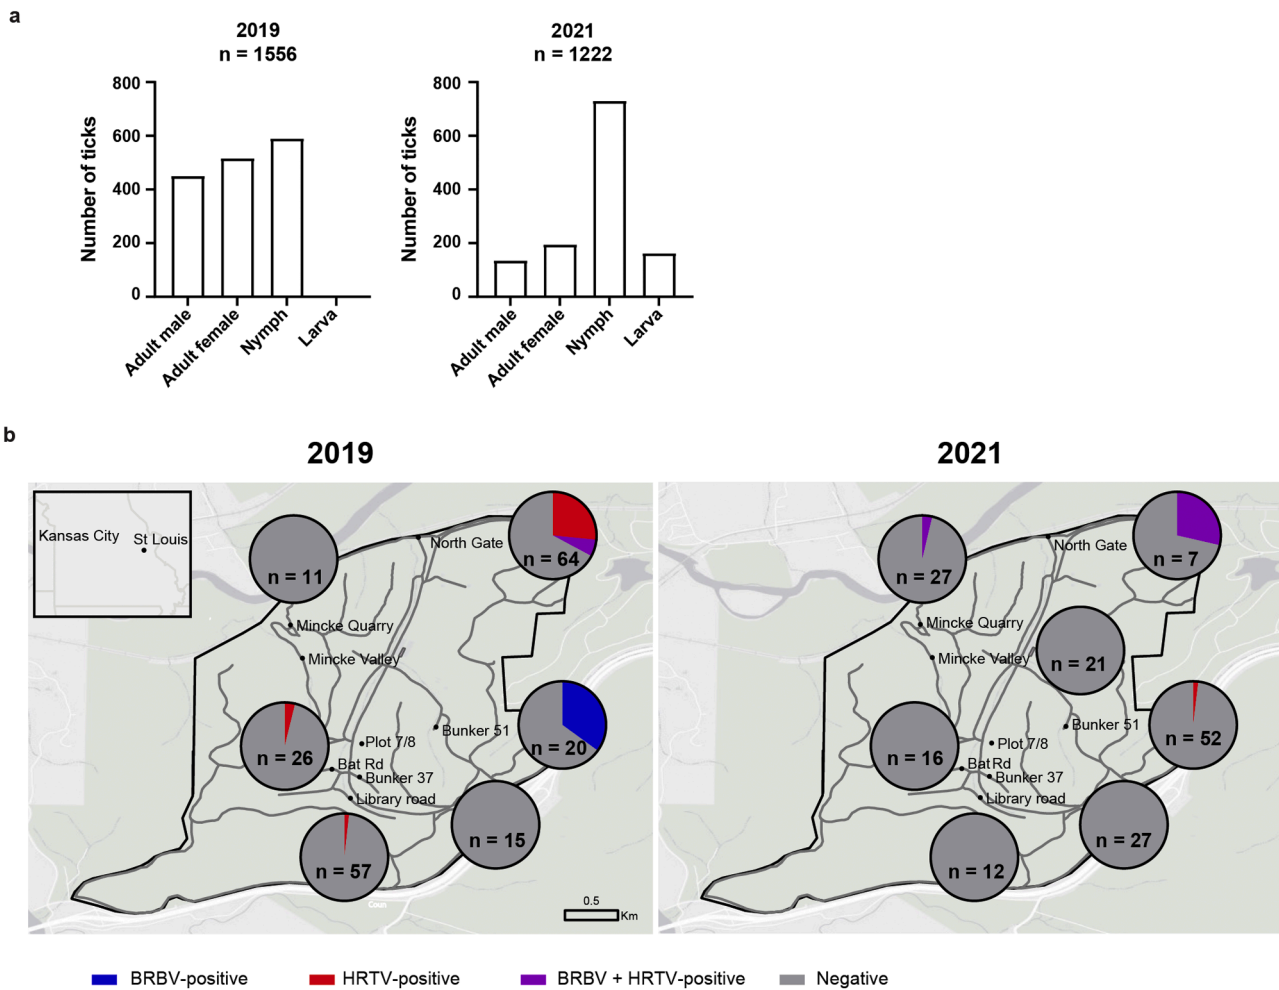 a
2019
n = 1556
2021
n = 1222
Number of ticks
800
600
400
200
0
Adult male
Adult female
Nymph
Larva
Number of ticks
800
600
400
200
0
Adult male
Adult female
Nymph
Larva
b
2019
2021
Kansas City
St Louis
n = 11
North Gate
n = 64
Mincke Quarry
Mincke Valley
n = 26
Plot 7/8
Bunker 51
n = 20
Bat Rd
Bunker 37
Library road
n = 57
n = 15
Coun
0.5
Km
n = 27
North Gate
n = 7
Mincke Quarry
Mincke Valley
n = 21
n = 16
Plot 7/8
Bunker 51
n = 52
Bat Rd
Bunker 37
Library road
n = 12
n = 27
BRBV-positive
HRTV-positive
BRBV + HRTV-positive
Negative